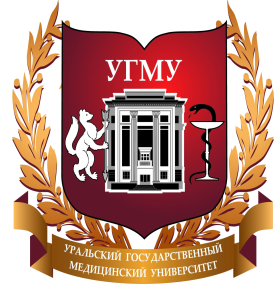 УГМУ
УРАЛЬСКИЙ ГОСУДАРСТВЕННЫЙ
МЕДИЦИНСКИЙ УНИВЕРСИТЕТ